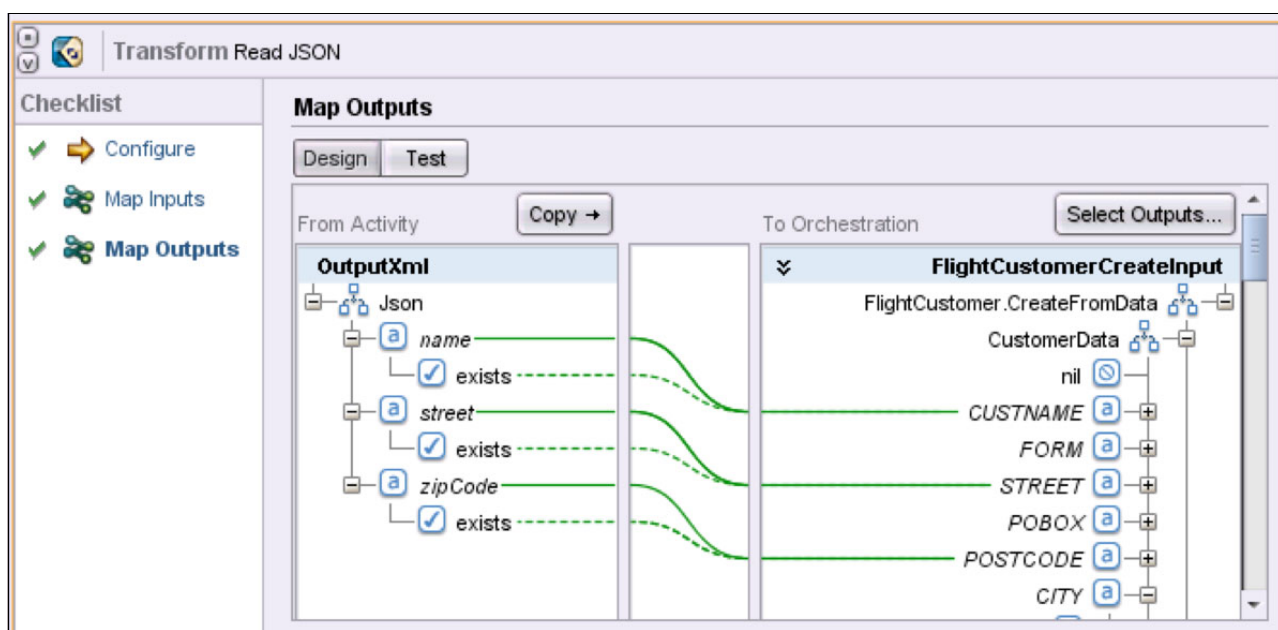 Transform Read JSON
Checklist
Configure
Map Inputs
Map Outputs
Map Outputs
Design Test
From Activity
Copy →
To Orchestration
Select Outputs...
OutputXml
Json
name
exists
street
exists
zipCode
exists
FlightCustomerCreateInput
FlightCustomer.CreateFromData
CustomerData
nil
CUSTNAME
FORM
STREET
POBOX
POSTCODE
CITY